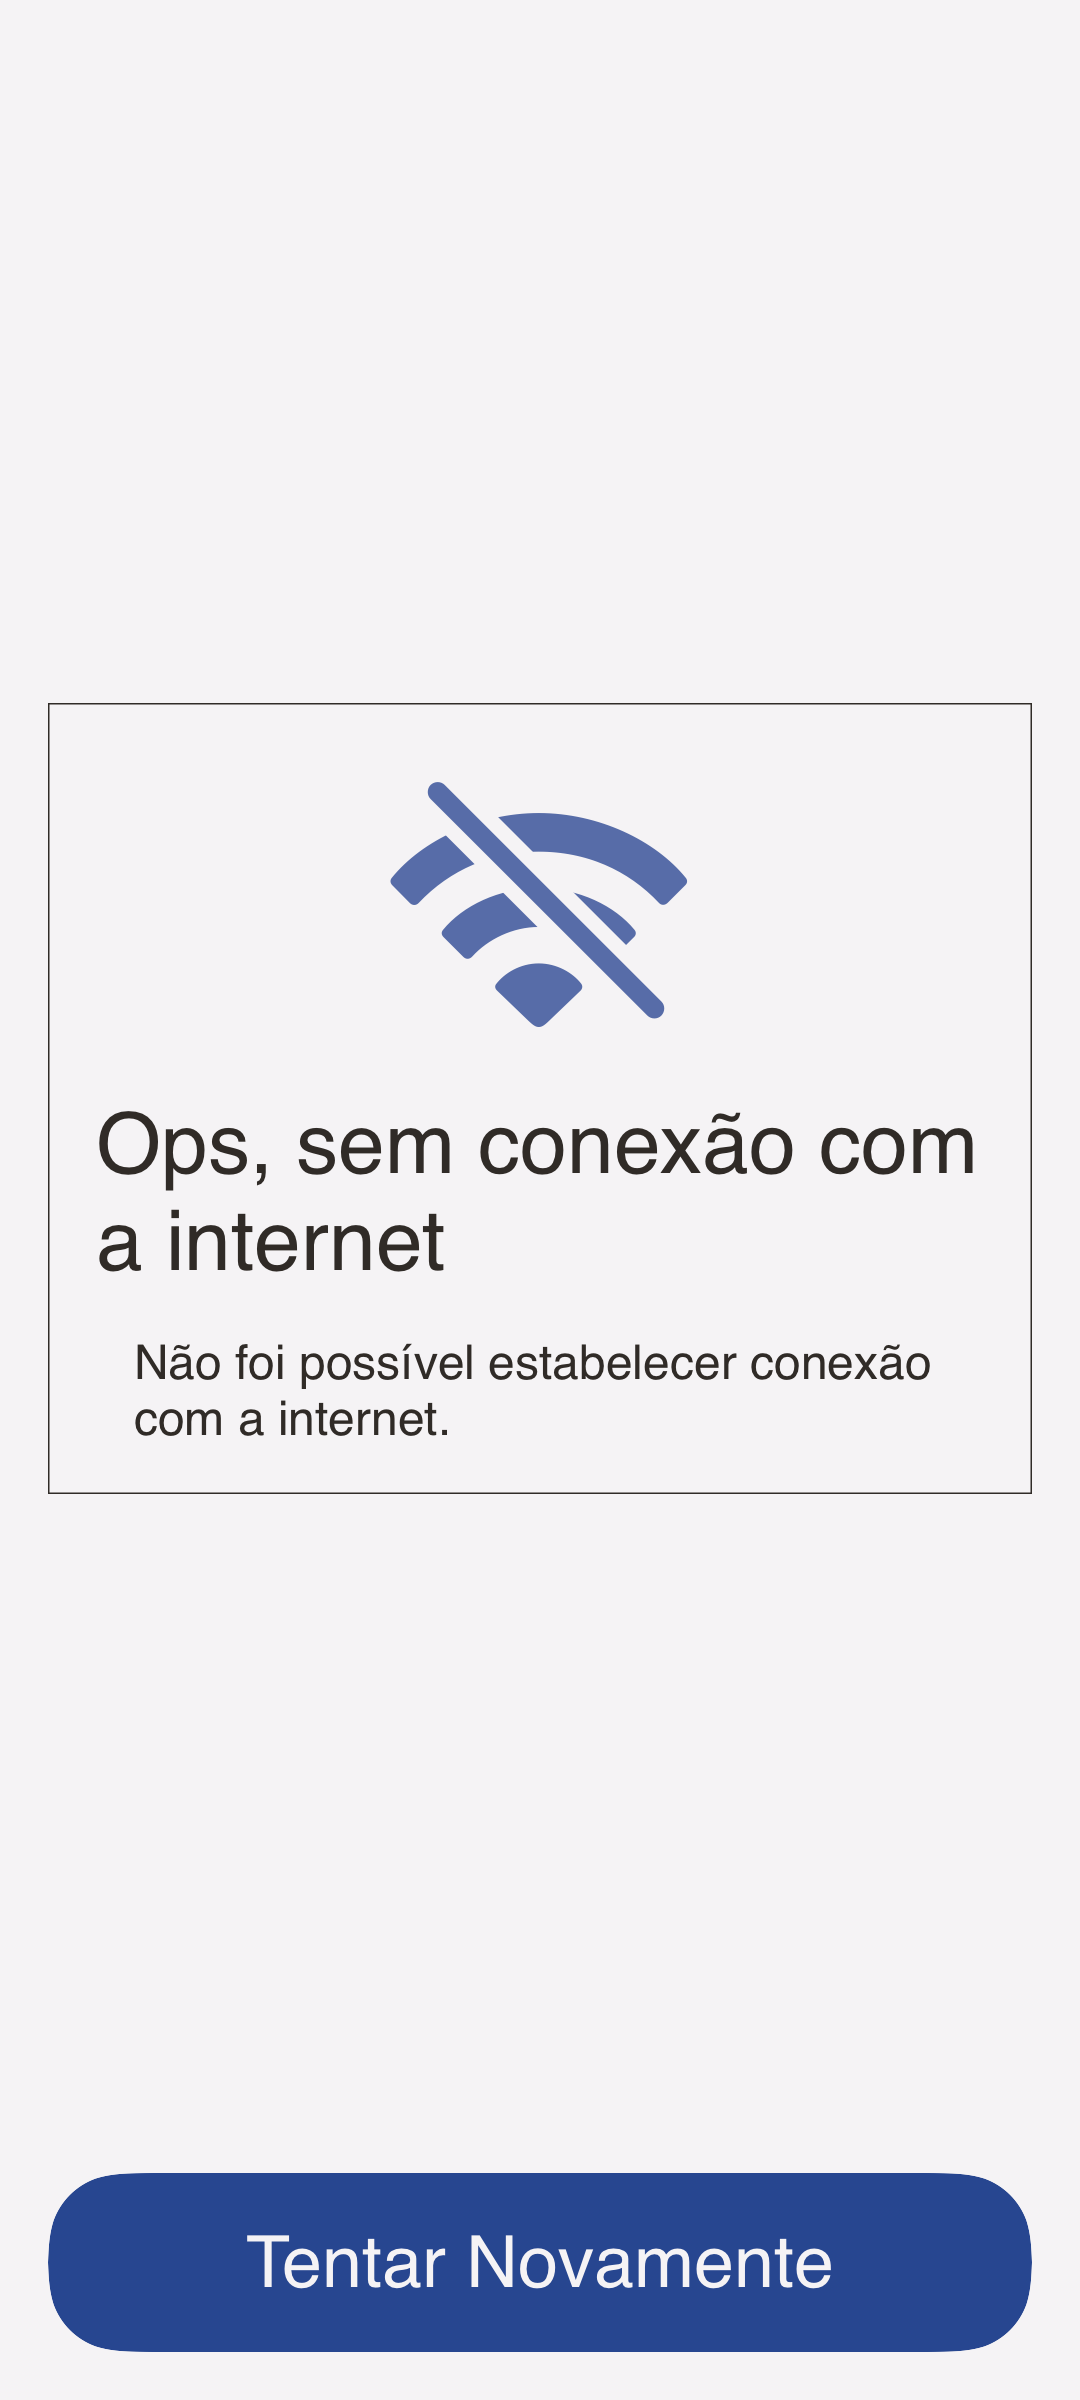 Ops, sem conexão com
a internet
Não foi possível estabelecer conexão
com a internet.
Tentar Novamente